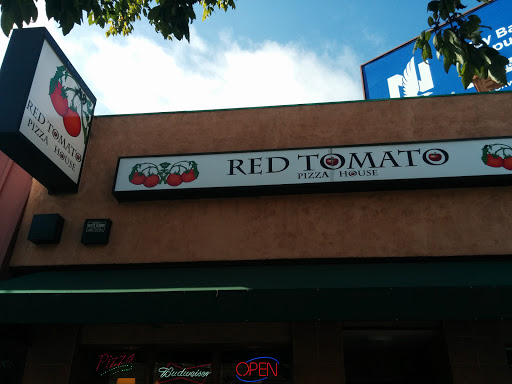 RED TOMATO
PIZZA HOUSE
RED TOMATO
PIZZA HOUSE
Pizza
Budweiser
OPEN